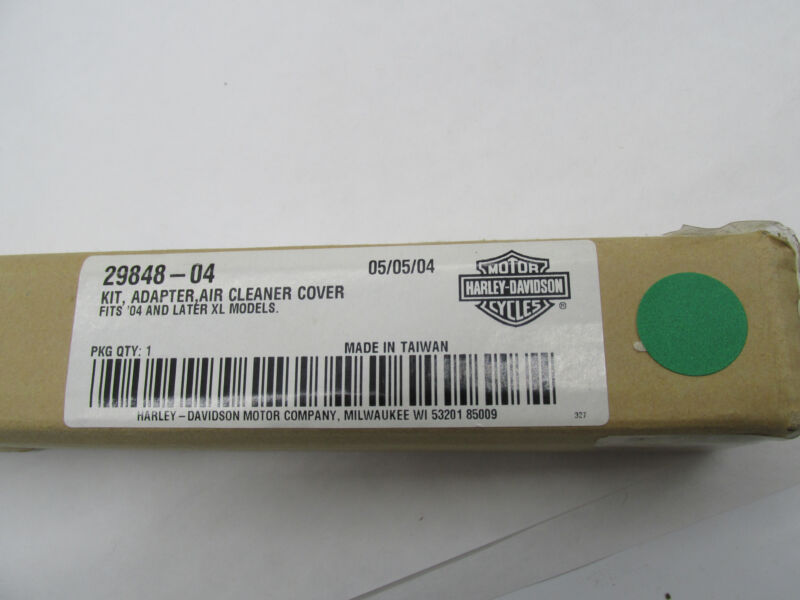 29848-04
05/05/04
KIT, ADAPTER,AIR CLEANER COVER
FITS '04 AND LATER XL MODELS.
MOTOR
HARLEY-DAVIDSON
CYCLES
®
PKG QTY: 1
MADE IN TAIWAN
HARLEY-DAVIDSON MOTOR COMPANY, MILWAUKEE WI 53201 85009
327